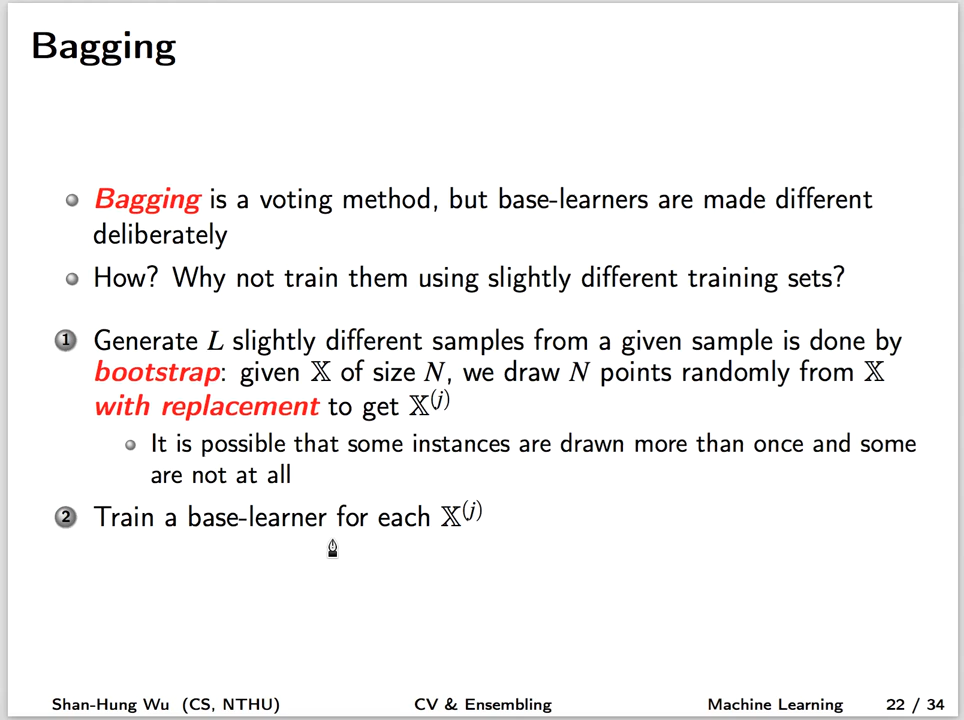 Bagging
Bagging is a voting method, but base-learners are made different
deliberately
How? Why not train them using slightly different training sets?
1 Generate L slightly different samples from a given sample is done by
bootstrap: given 𝕏 of size N, we draw N points randomly from 𝕏
with replacement to get 𝕏(j)
It is possible that some instances are drawn more than once and some
are not at all
2 Train a base-learner for each 𝕏(j)
Shan-Hung Wu (CS, NTHU) CV & Ensembling Machine Learning 22 / 34